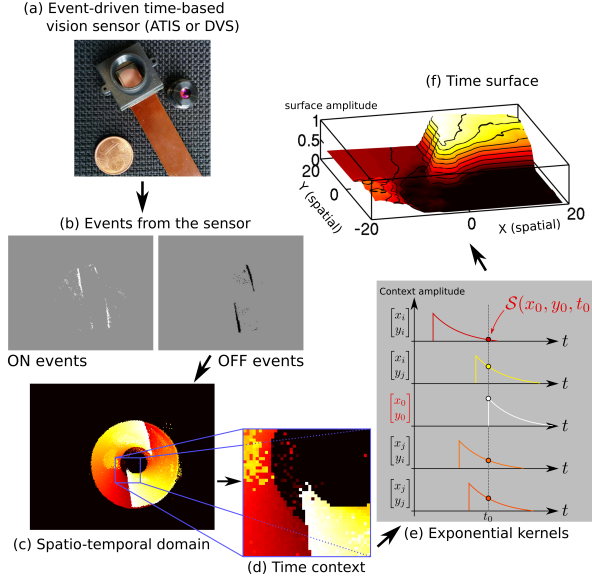 (a) Event-driven time-based
vision sensor (ATIS or DVS)
(b) Events from the sensor
ON events
OFF events
(c) Spatio-temporal domain
(d) Time context
(e) Exponential kernels
Context amplitude
S(x0, y0, t0
[xi yi]
t
[xi yj]
t
[x0 y0]
t
[xj yi]
t
[xj yj]
t
t0
(f) Time surface
surface amplitude
1
0.5
0
20
0
-20
Y (spatial)
0
X (spatial)
20